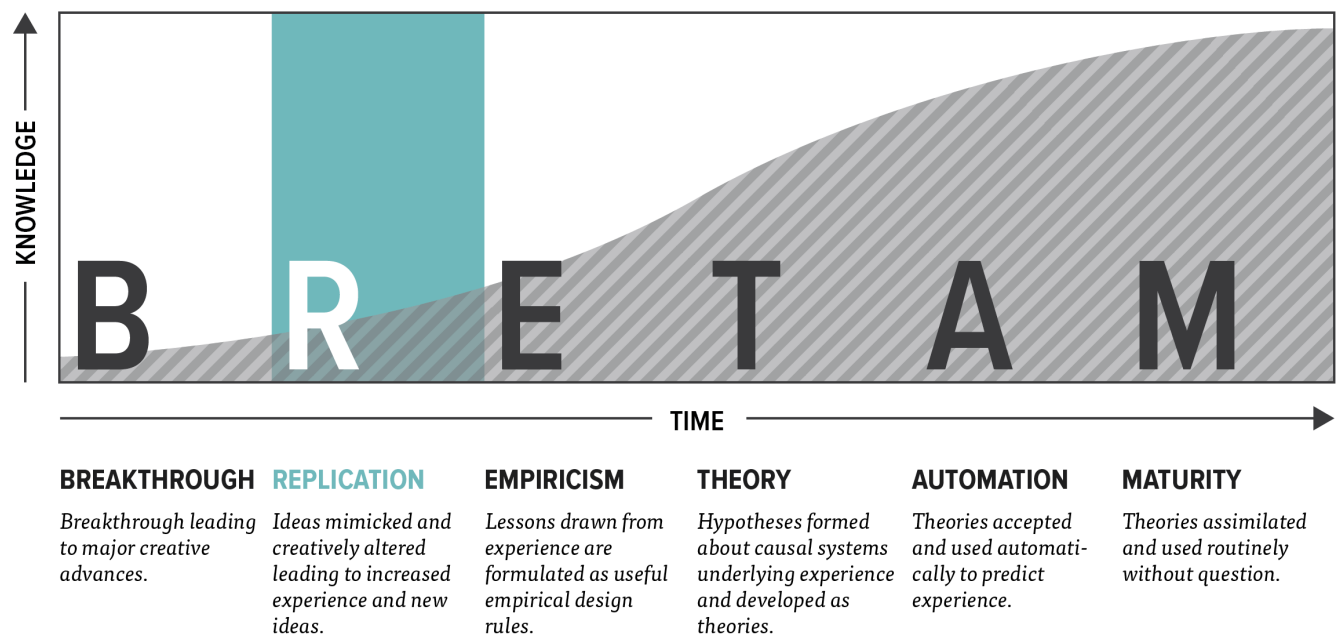 KNOWLEDGE
B R E T A M
TIME
BREAKTHROUGH
Breakthrough leading
to major creative
advances.
REPLICATION
Ideas mimicked and
creatively altered
leading to increased
experience and new
ideas.
EMPIRICISM
Lessons drawn from
experience are
formulated as useful
empirical design
rules.
THEORY
Hypotheses formed
about causal systems
underlying experience
and developed as
theories.
AUTOMATION
Theories accepted
and used automati-
cally to predict
experience.
MATURITY
Theories assimilated
and used routinely
without question.